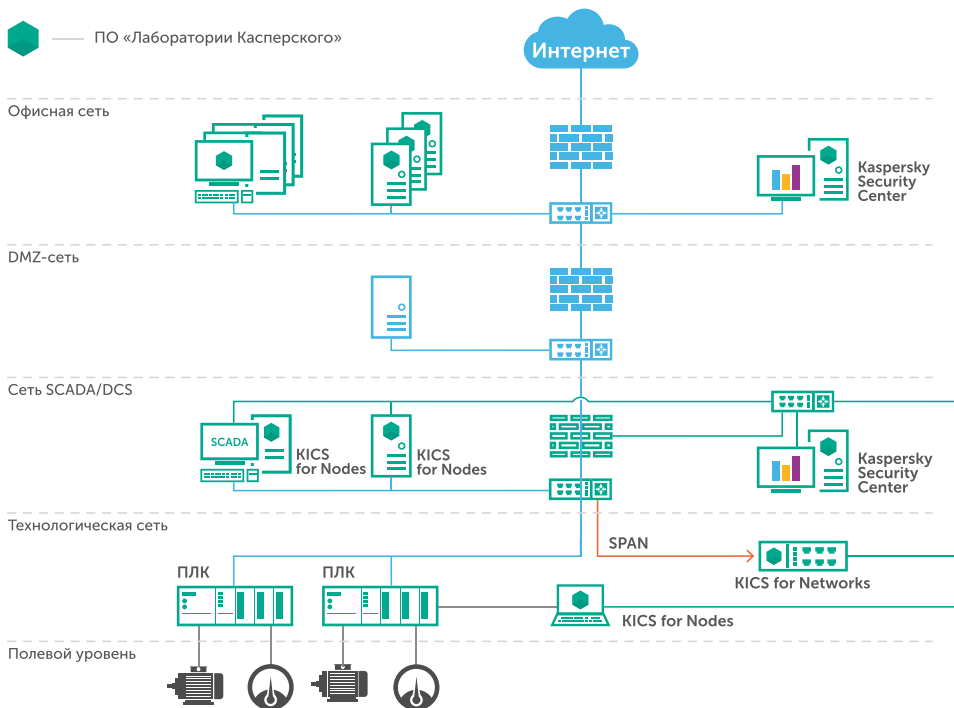 ПО «Лаборатории Касперского»
Интернет
Офисная сеть
Kaspersky
Security
Center
DMZ-сеть
Сеть SCADA/DCS
SCADA
KICS
for Nodes
KICS
for Nodes
Kaspersky
Security
Center
Технологическая сеть
SPAN
ПЛК
ПЛК
KICS for Networks
KICS for Nodes
Полевой уровень